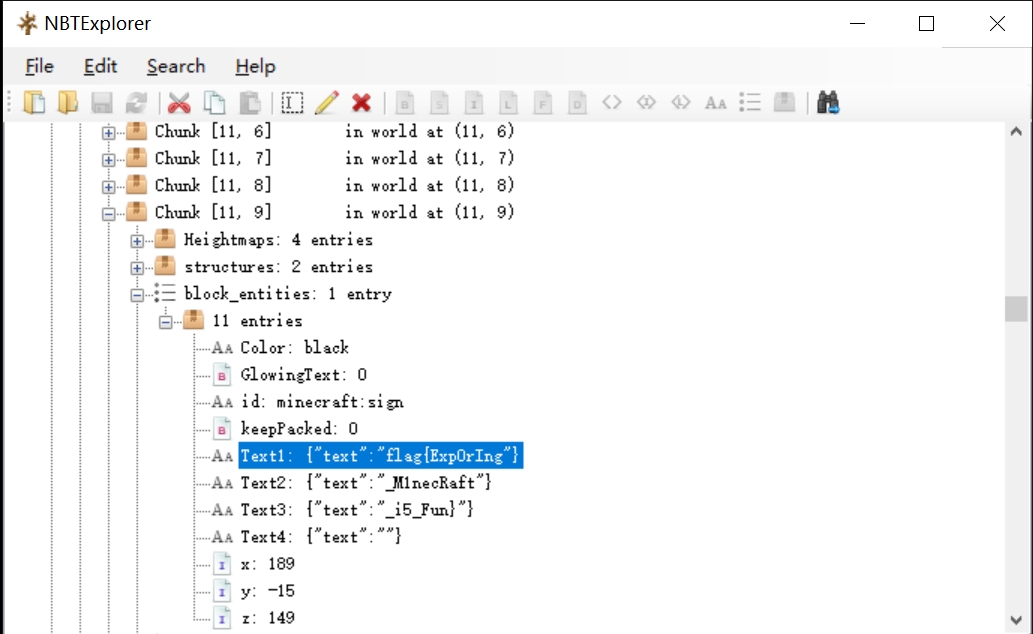 NBTExplorer
File Edit Search Help
Chunk [11, 6] in world at (11, 6)
Chunk [11, 7] in world at (11, 7)
Chunk [11, 8] in world at (11, 8)
Chunk [11, 9] in world at (11, 9)
Heightmaps: 4 entries
structures: 2 entries
block_entities: 1 entry
11 entries
Color: black
GlowingText: 0
id: minecraft:sign
keepPacked: 0
Text1: {"text":"flag{Exp0rIng"}
Text2: {"text":"_M1necRaft"}
Text3: {"text":"_i5_Fun}"}
Text4: {"text":""}
x: 189
y: -15
z: 149